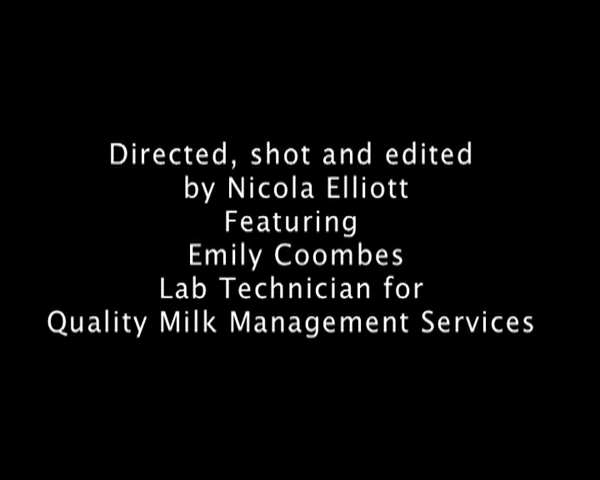 Directed, shot and edited
by Nicola Elliott
Featuring
Emily Coombes
Lab Technician for
Quality Milk Management Services